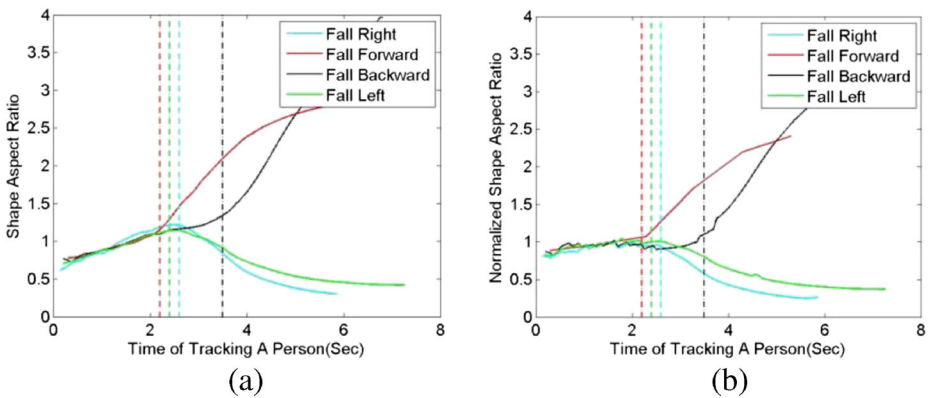 4
3.5
3
2.5
2
1.5
1
0.5
0
Shape Aspect Ratio
Fall Right
Fall Forward
Fall Backward
Fall Left
0 2 4 6 8
Time of Tracking A Person(Sec)
(a)
4
3.5
3
2.5
2
1.5
1
0.5
0
Normalized Shape Aspect Ratio
Fall Right
Fall Forward
Fall Backward
Fall Left
0 2 4 6 8
Time of Tracking A Person(Sec)
(b)